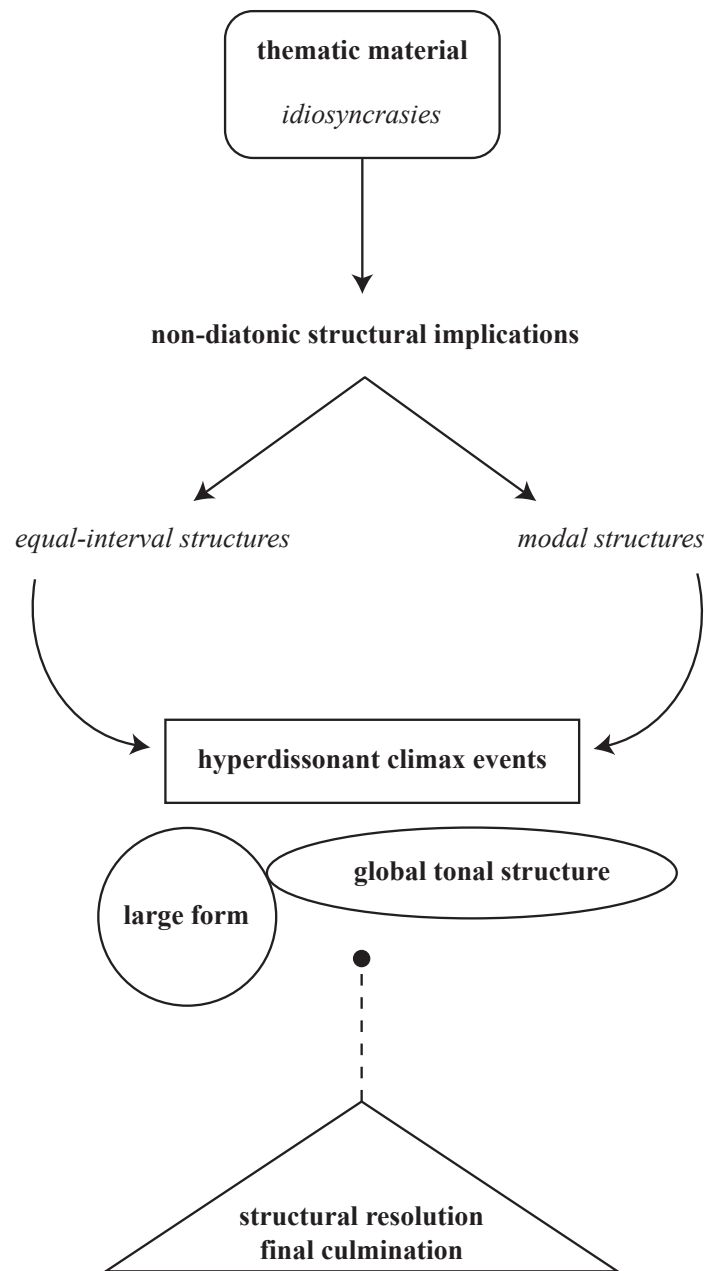 thematic material
idiosyncrasies
non-diatonic structural implications
equal-interval structures
modal structures
hyperdissonant climax events
global tonal structure
large form
structural resolution
final culmination